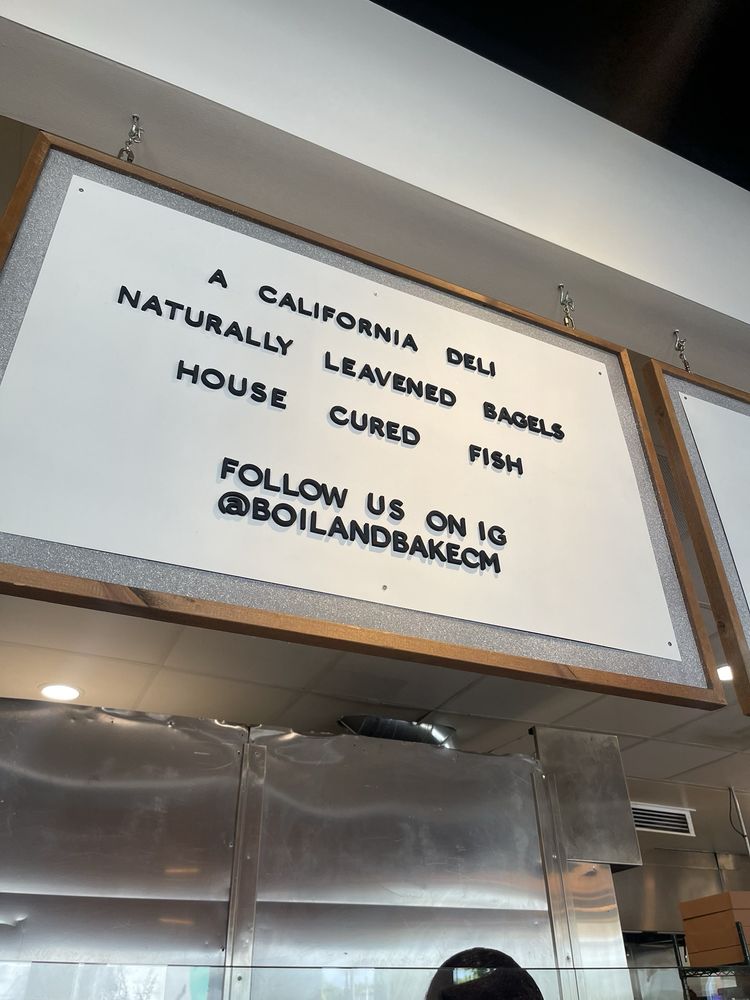 A CALIFORNIA DELI
NATURALLY LEAVENED BAGELS
HOUSE CURED FISH
FOLLOW US ON IG
@BOILANDBAKECM